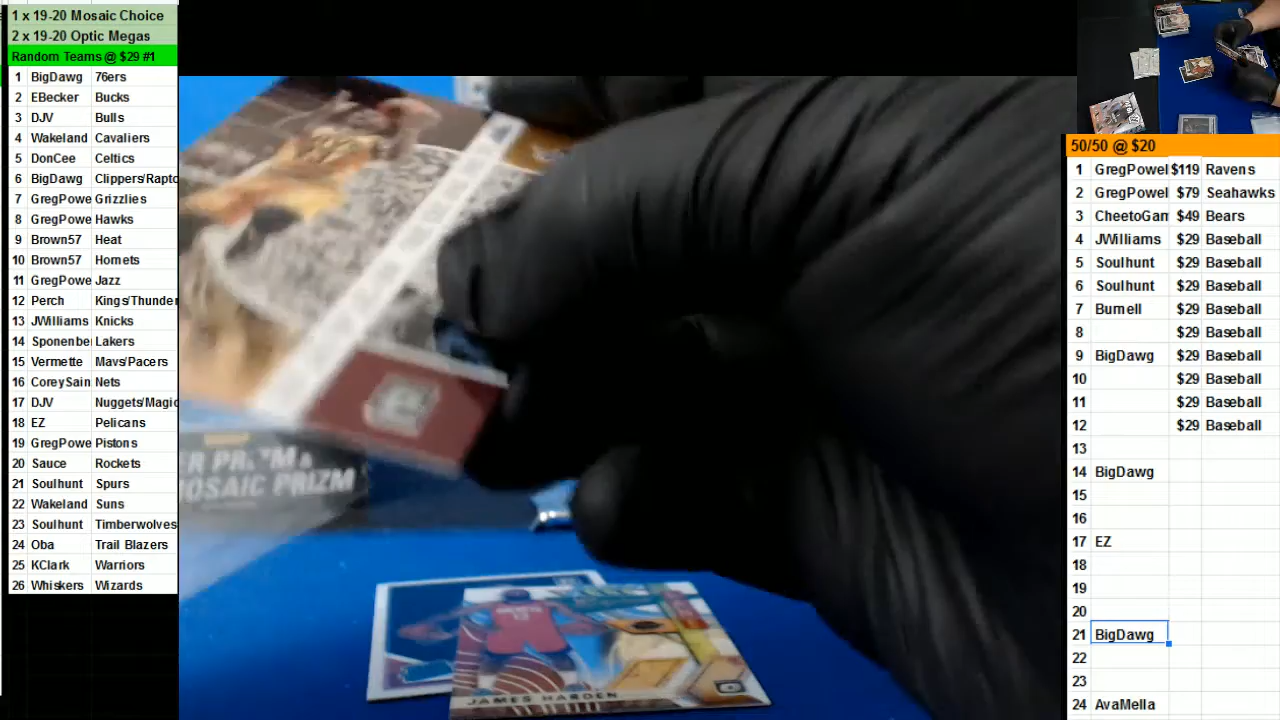 1 x 19-20 Mosaic Choice
2 x 19-20 Optic Megas
Random Teams @ $29 #1
1 BigDawg 76ers
2 EBecker Bucks
3 DJV Bulls
4 Wakeland Cavaliers
5 DonCee Celtics
6 BigDawg Clippers/Rapto
7 GregPowe Grizzlies
8 GregPowe Hawks
9 Brown57 Heat
10 Brown57 Hornets
11 GregPowe Jazz
12 Perch Kings/Thunder
13 JWilliams Knicks
14 Sponenbe Lakers
15 Vermette Mavs/Pacers
16 CoreySain Nets
17 DJV Nuggets/Magic
18 EZ Pelicans
19 GregPowe Pistons
20 Sauce Rockets
21 Soulhunt Spurs
22 Wakeland Suns
23 Soulhunt Timberwolves
24 Oba Trail Blazers
25 KClark Warriors
26 Whiskers Wizards
ER PRIZM &
MOSAIC PRIZM
JAMES HARDEN
50/50 @ $20
1 GregPowel $119 Ravens
2 GregPowel $79 Seahawks
3 CheetoGam $49 Bears
4 JWilliams $29 Baseball
5 Soulhunt $29 Baseball
6 Soulhunt $29 Baseball
7 Burnell $29 Baseball
8 $29 Baseball
9 BigDawg $29 Baseball
10 $29 Baseball
11 $29 Baseball
12 $29 Baseball
13
14 BigDawg
15
16
17 EZ
18
19
20
21 BigDawg
22
23
24 AvaMella